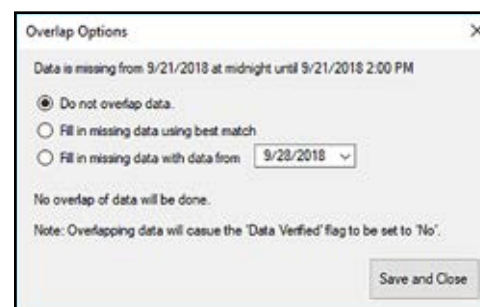 Overlap Options
Data is missing from 9/21/2018 at midnight until 9/21/2018 2:00 PM
Do not overlap data.
Fill in missing data using best match
Fill in missing data with data from 9/28/2018
No overlap of data will be done.
Note: Overlapping data will casue the 'Data Verified' flag to be set to 'No'.
Save and Close